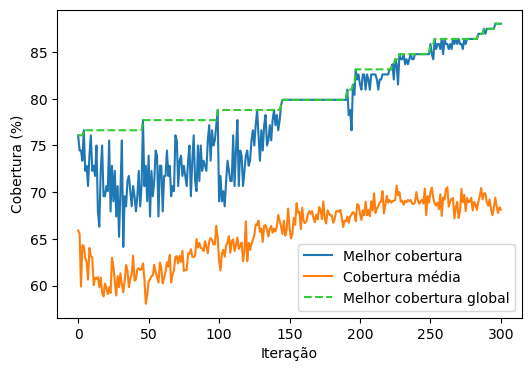 Cobertura (%)
85
80
75
70
65
60
0 50 100 150 200 250 300
Iteração
Melhor cobertura
Cobertura média
Melhor cobertura global